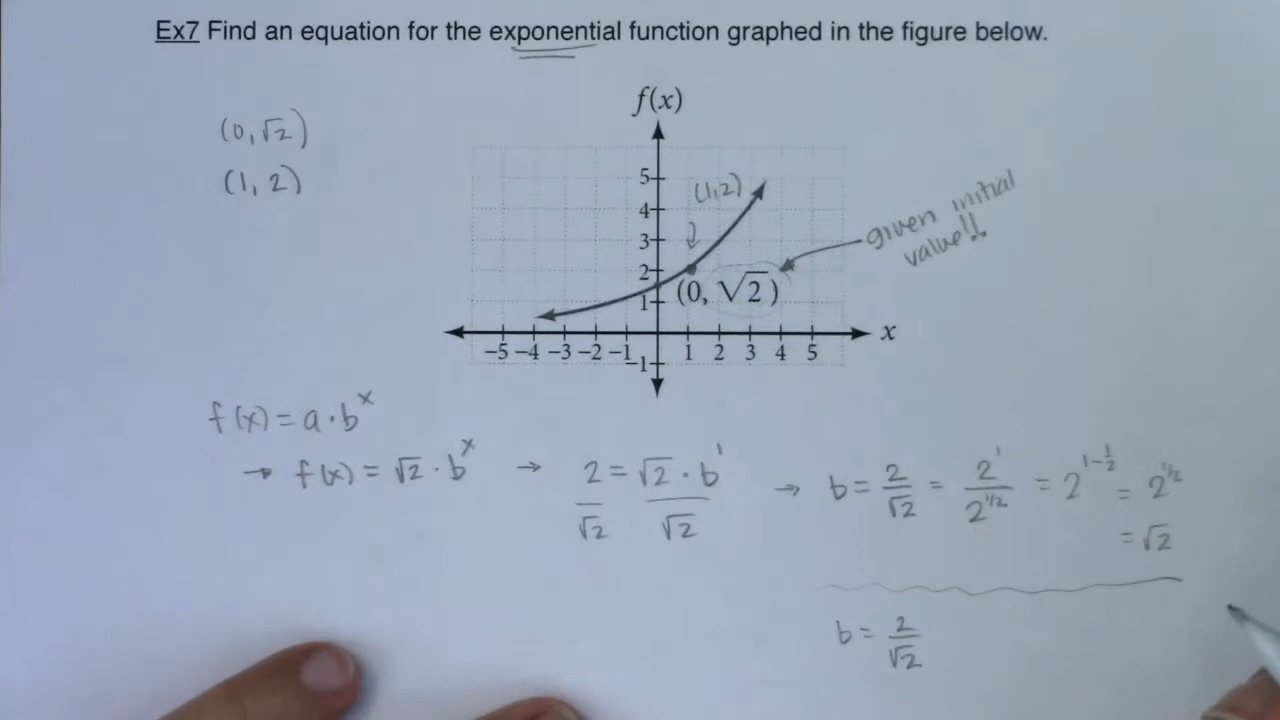 Ex7 Find an equation for the exponential function graphed in the figure below.
f(x)
(0, √2)
(1, 2)
5
4
3
2
1
-1
(1,2)
(0, √2)
given initial
value!!
x
-5 -4 -3 -2 -1 1 2 3 4 5
f(x) = a · b^x
→ f(x) = √2 · b^x → 2/√2 = √2 · b^1/√2 → b = 2/√2 = 2^1/2^1/2 = 2^1-1/2 = 2^1/2
= √2
b = 2/√2